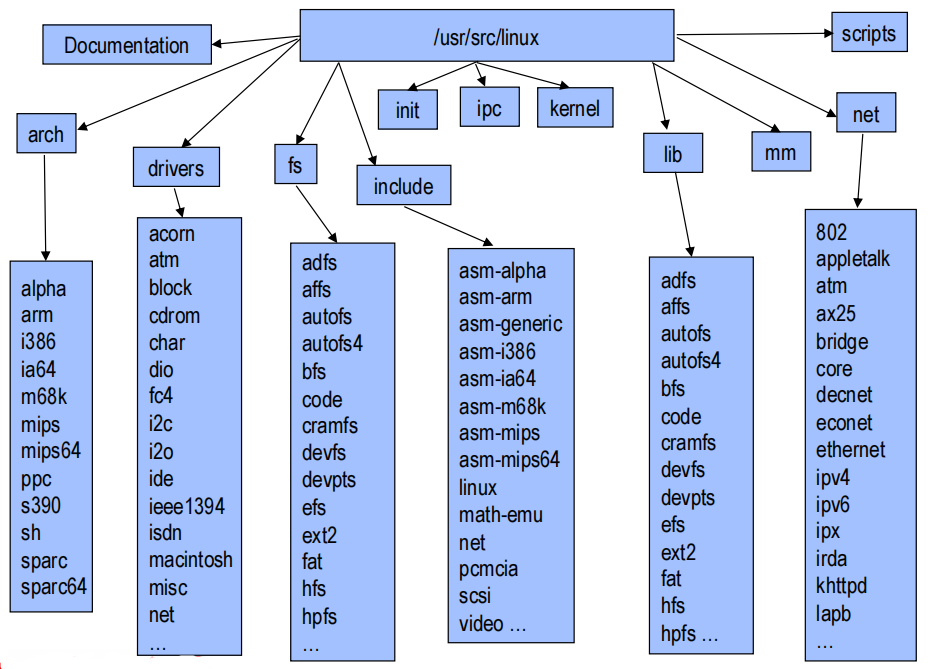 /usr/src/linux
Documentation
scripts
init
ipc
kernel
net
arch
drivers
fs
include
lib
mm
alpha
arm
i386
ia64
m68k
mips
mips64
ppc
s390
sh
sparc
sparc64
acorn
atm
block
cdrom
char
dio
fc4
i2c
i2o
ide
ieee1394
isdn
macintosh
misc
net
...
adfs
affs
autofs
autofs4
bfs
code
cramfs
devfs
devpts
efs
ext2
fat
hfs
hpfs
...
asm-alpha
asm-arm
asm-generic
asm-i386
asm-ia64
asm-m68k
asm-mips
asm-mips64
linux
math-emu
net
pcmcia
scsi
video ...
adfs
affs
autofs
autofs4
bfs
code
cramfs
devfs
devpts
efs
ext2
fat
hfs
hpfs ...
802
appletalk
atm
ax25
bridge
core
decnet
econet
ethernet
ipv4
ipv6
ipx
irda
khttpd
lapb
...